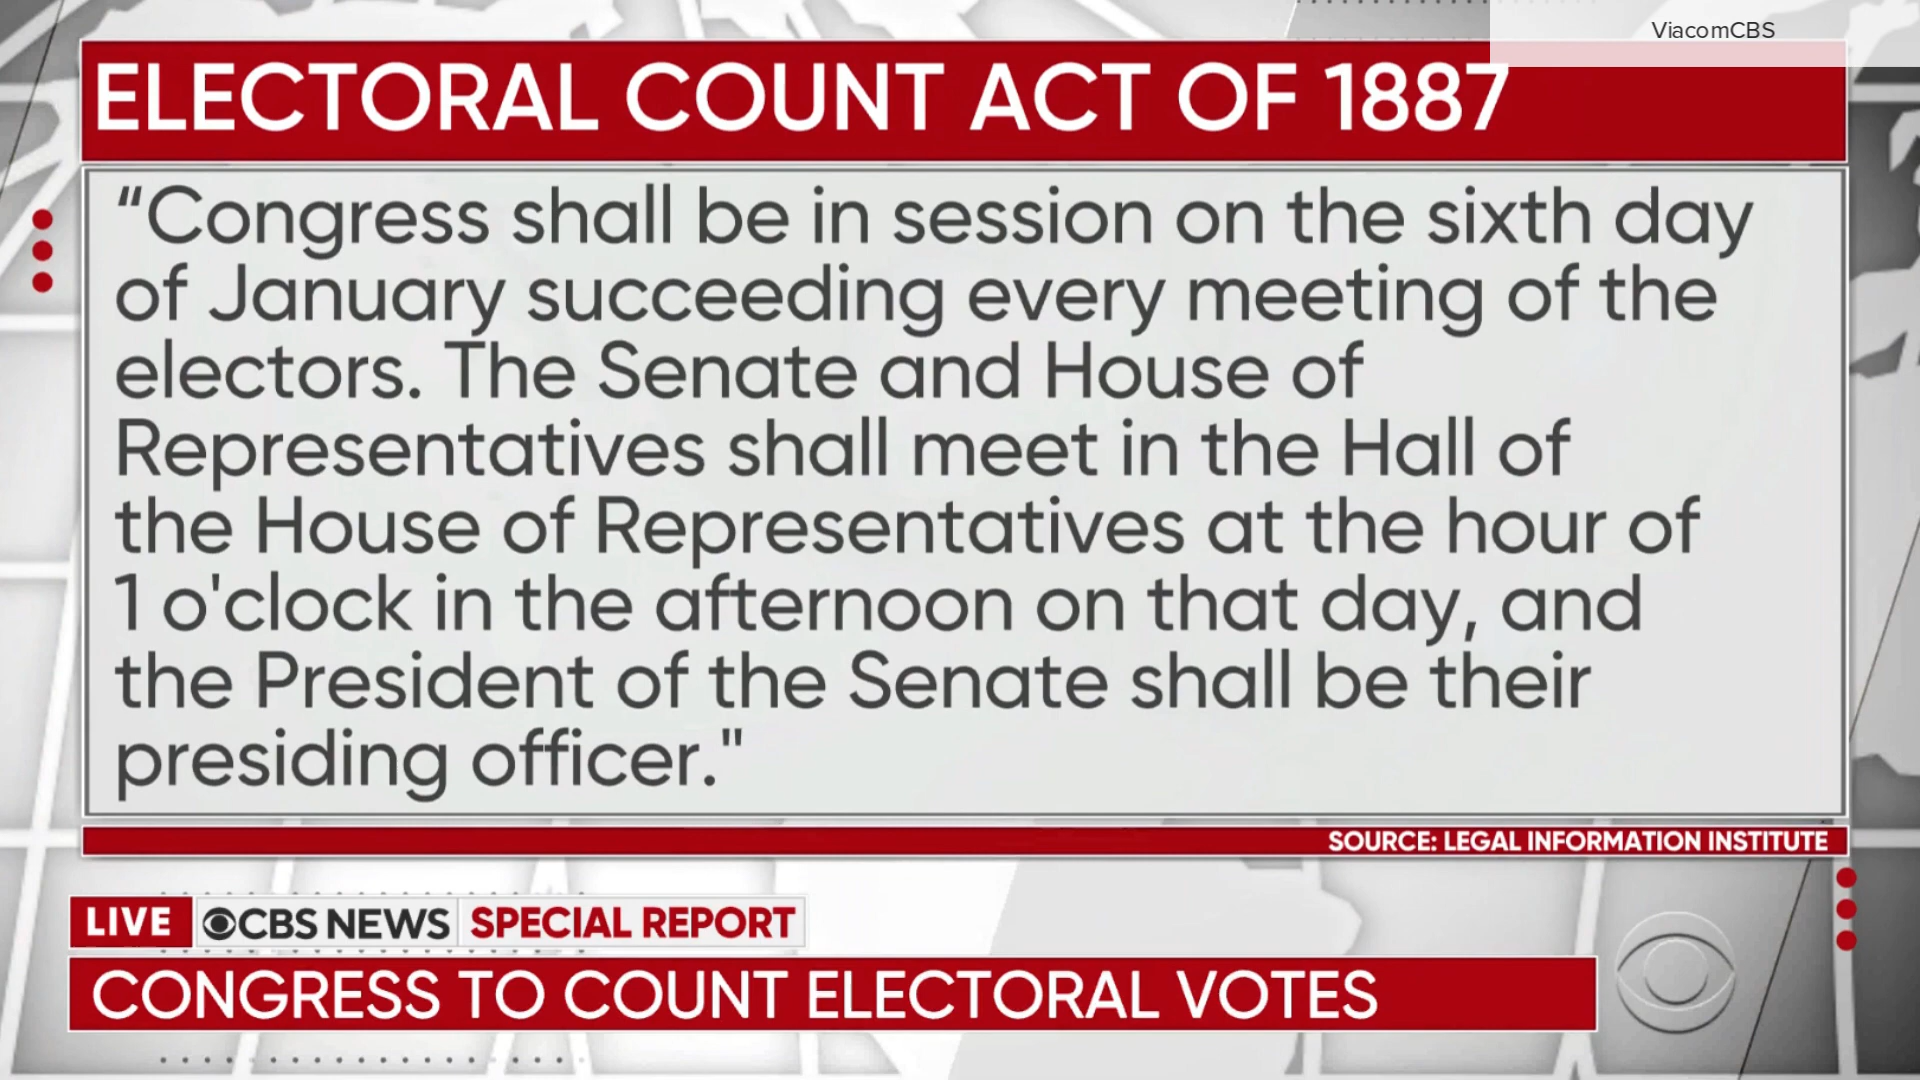 ViacomCBS
ELECTORAL COUNT ACT OF 1887
“Congress shall be in session on the sixth day
of January succeeding every meeting of the
electors. The Senate and House of
Representatives shall meet in the Hall of
the House of Representatives at the hour of
1 o'clock in the afternoon on that day, and
the President of the Senate shall be their
presiding officer."
SOURCE: LEGAL INFORMATION INSTITUTE
LIVE CBS NEWS SPECIAL REPORT
CONGRESS TO COUNT ELECTORAL VOTES